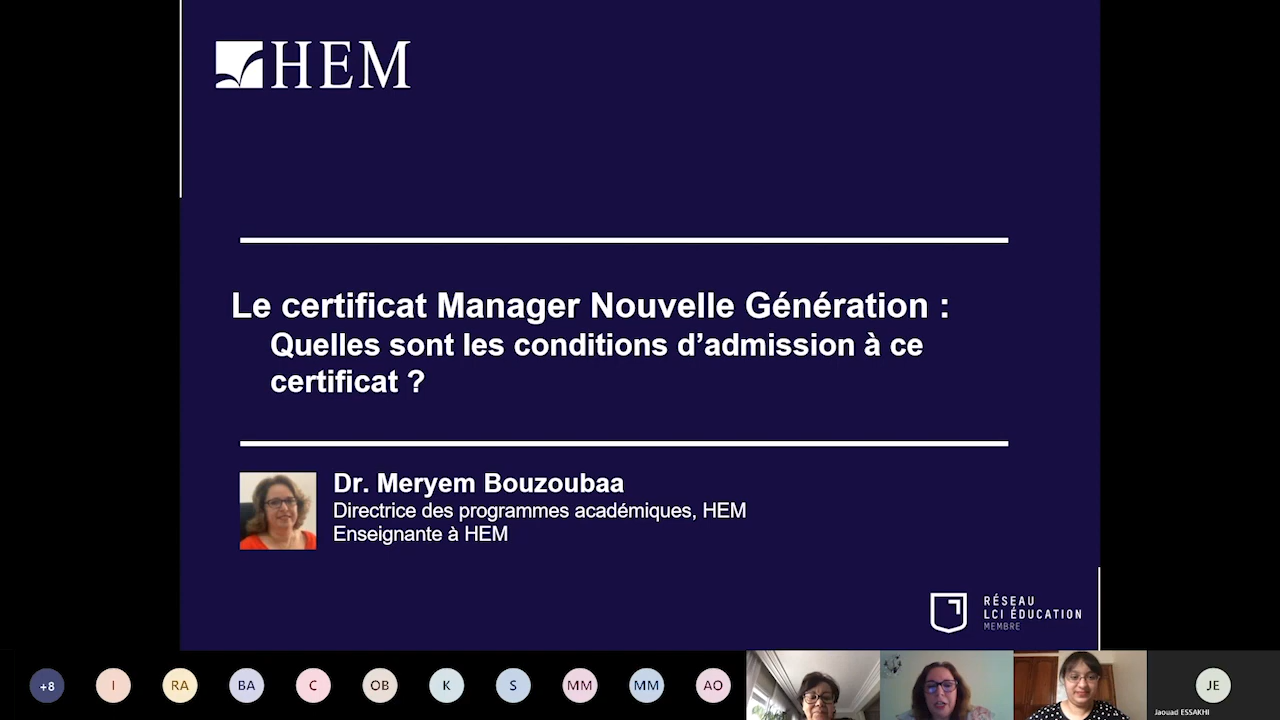 HEM
Le certificat Manager Nouvelle Génération :
Quelles sont les conditions d’admission à ce
certificat ?
Dr. Meryem Bouzoubaa
Directrice des programmes académiques, HEM
Enseignante à HEM
RÉSEAU
LCI ÉDUCATION
MEMBRE
+8
I
RA
BA
C
OB
K
S
MM
MM
AO
JE
Jaouad ESSAKHI